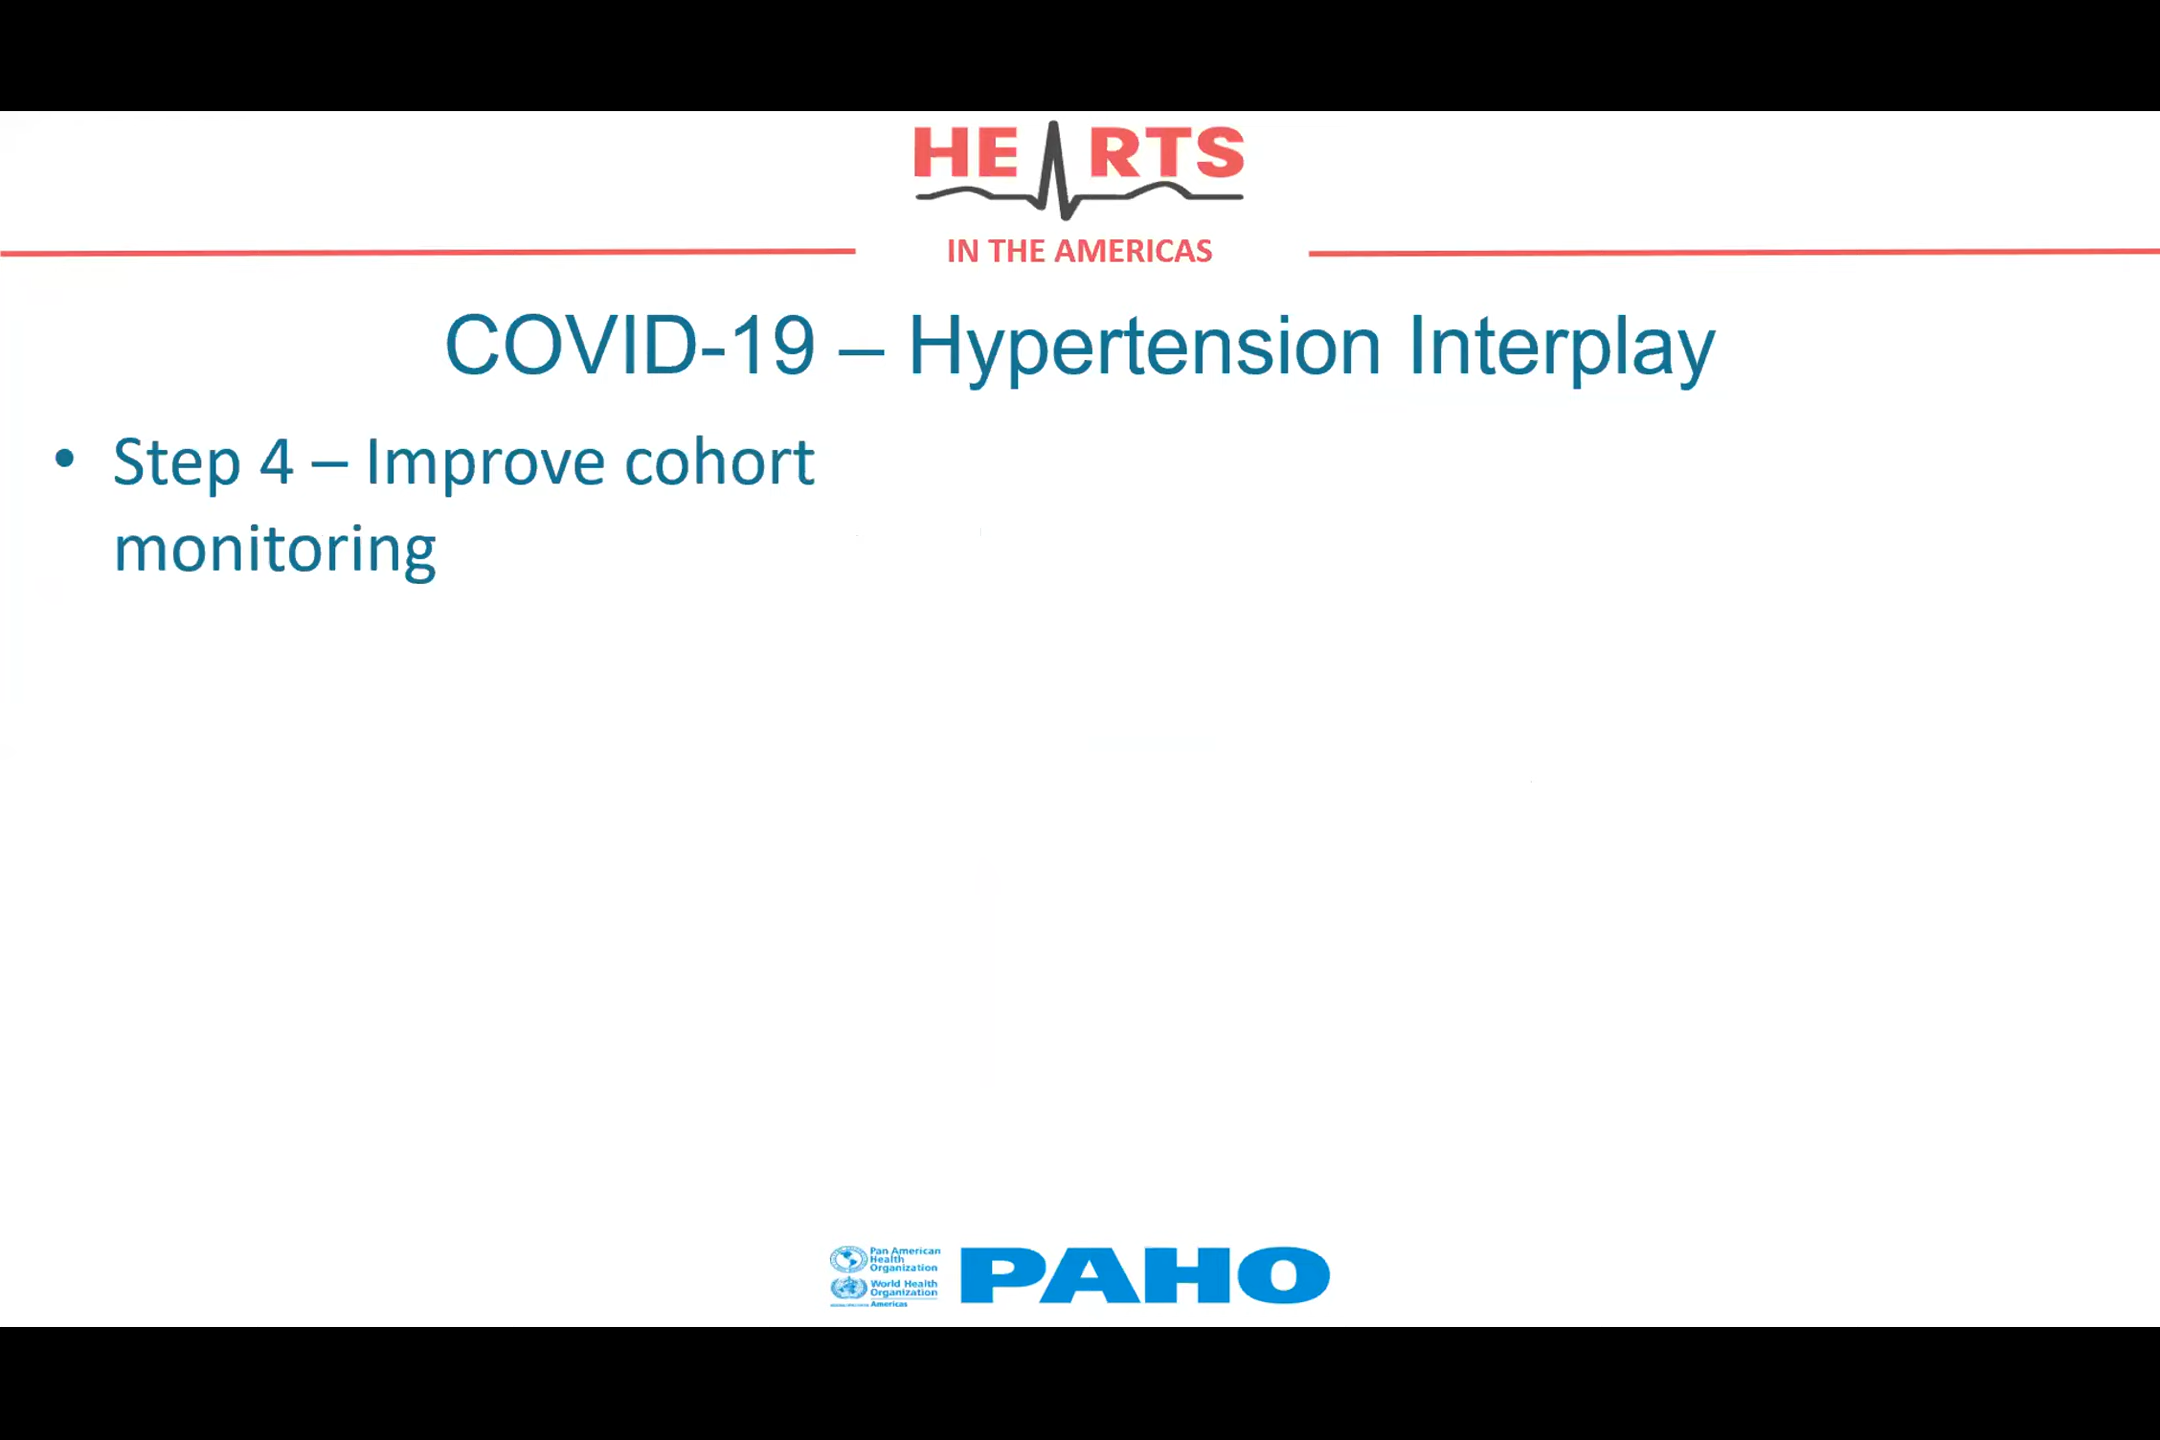 HEARTS
IN THE AMERICAS
COVID-19 – Hypertension Interplay
• Step 4 – Improve cohort
monitoring
Pan American
Health
Organization
World Health
Organization
Americas
PAHO